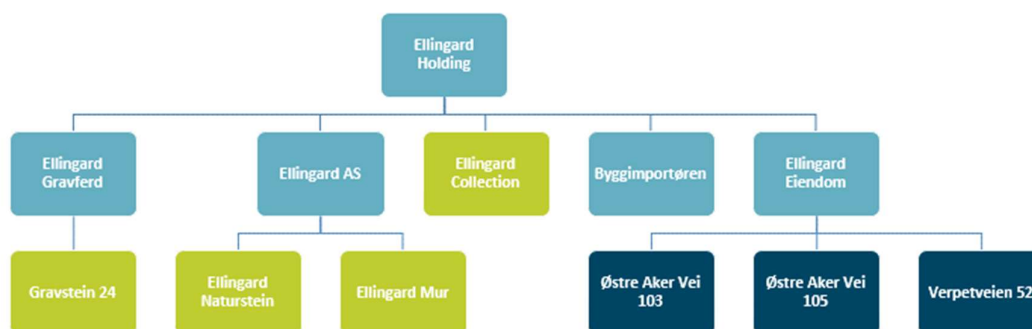 Ellingard
Holding
Ellingard
Gravferd
Ellingard AS
Ellingard
Collection
Byggimportøren
Ellingard
Eiendom
Gravstein 24
Ellingard
Naturstein
Ellingard Mur
Østre Aker Vei
103
Østre Aker Vei
105
Verpetveien 52